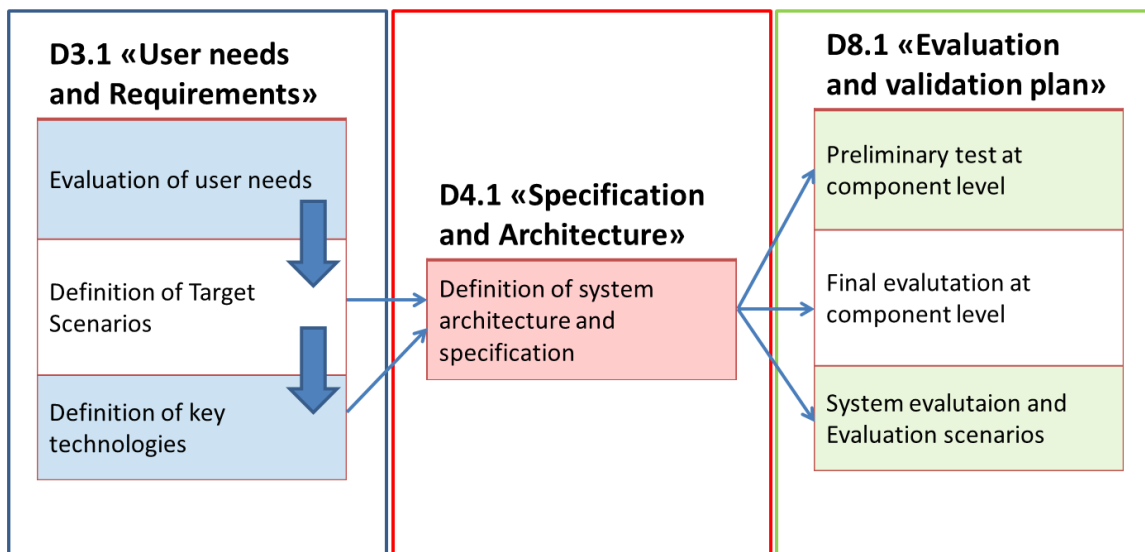 D3.1 «User needs
and Requirements»
Evaluation of user needs
Definition of Target
Scenarios
Definition of key
technologies
D4.1 «Specification
and Architecture»
Definition of system
architecture and
specification
D8.1 «Evaluation
and validation plan»
Preliminary test at
component level
Final evalutation at
component level
System evalutaion and
Evaluation scenarios